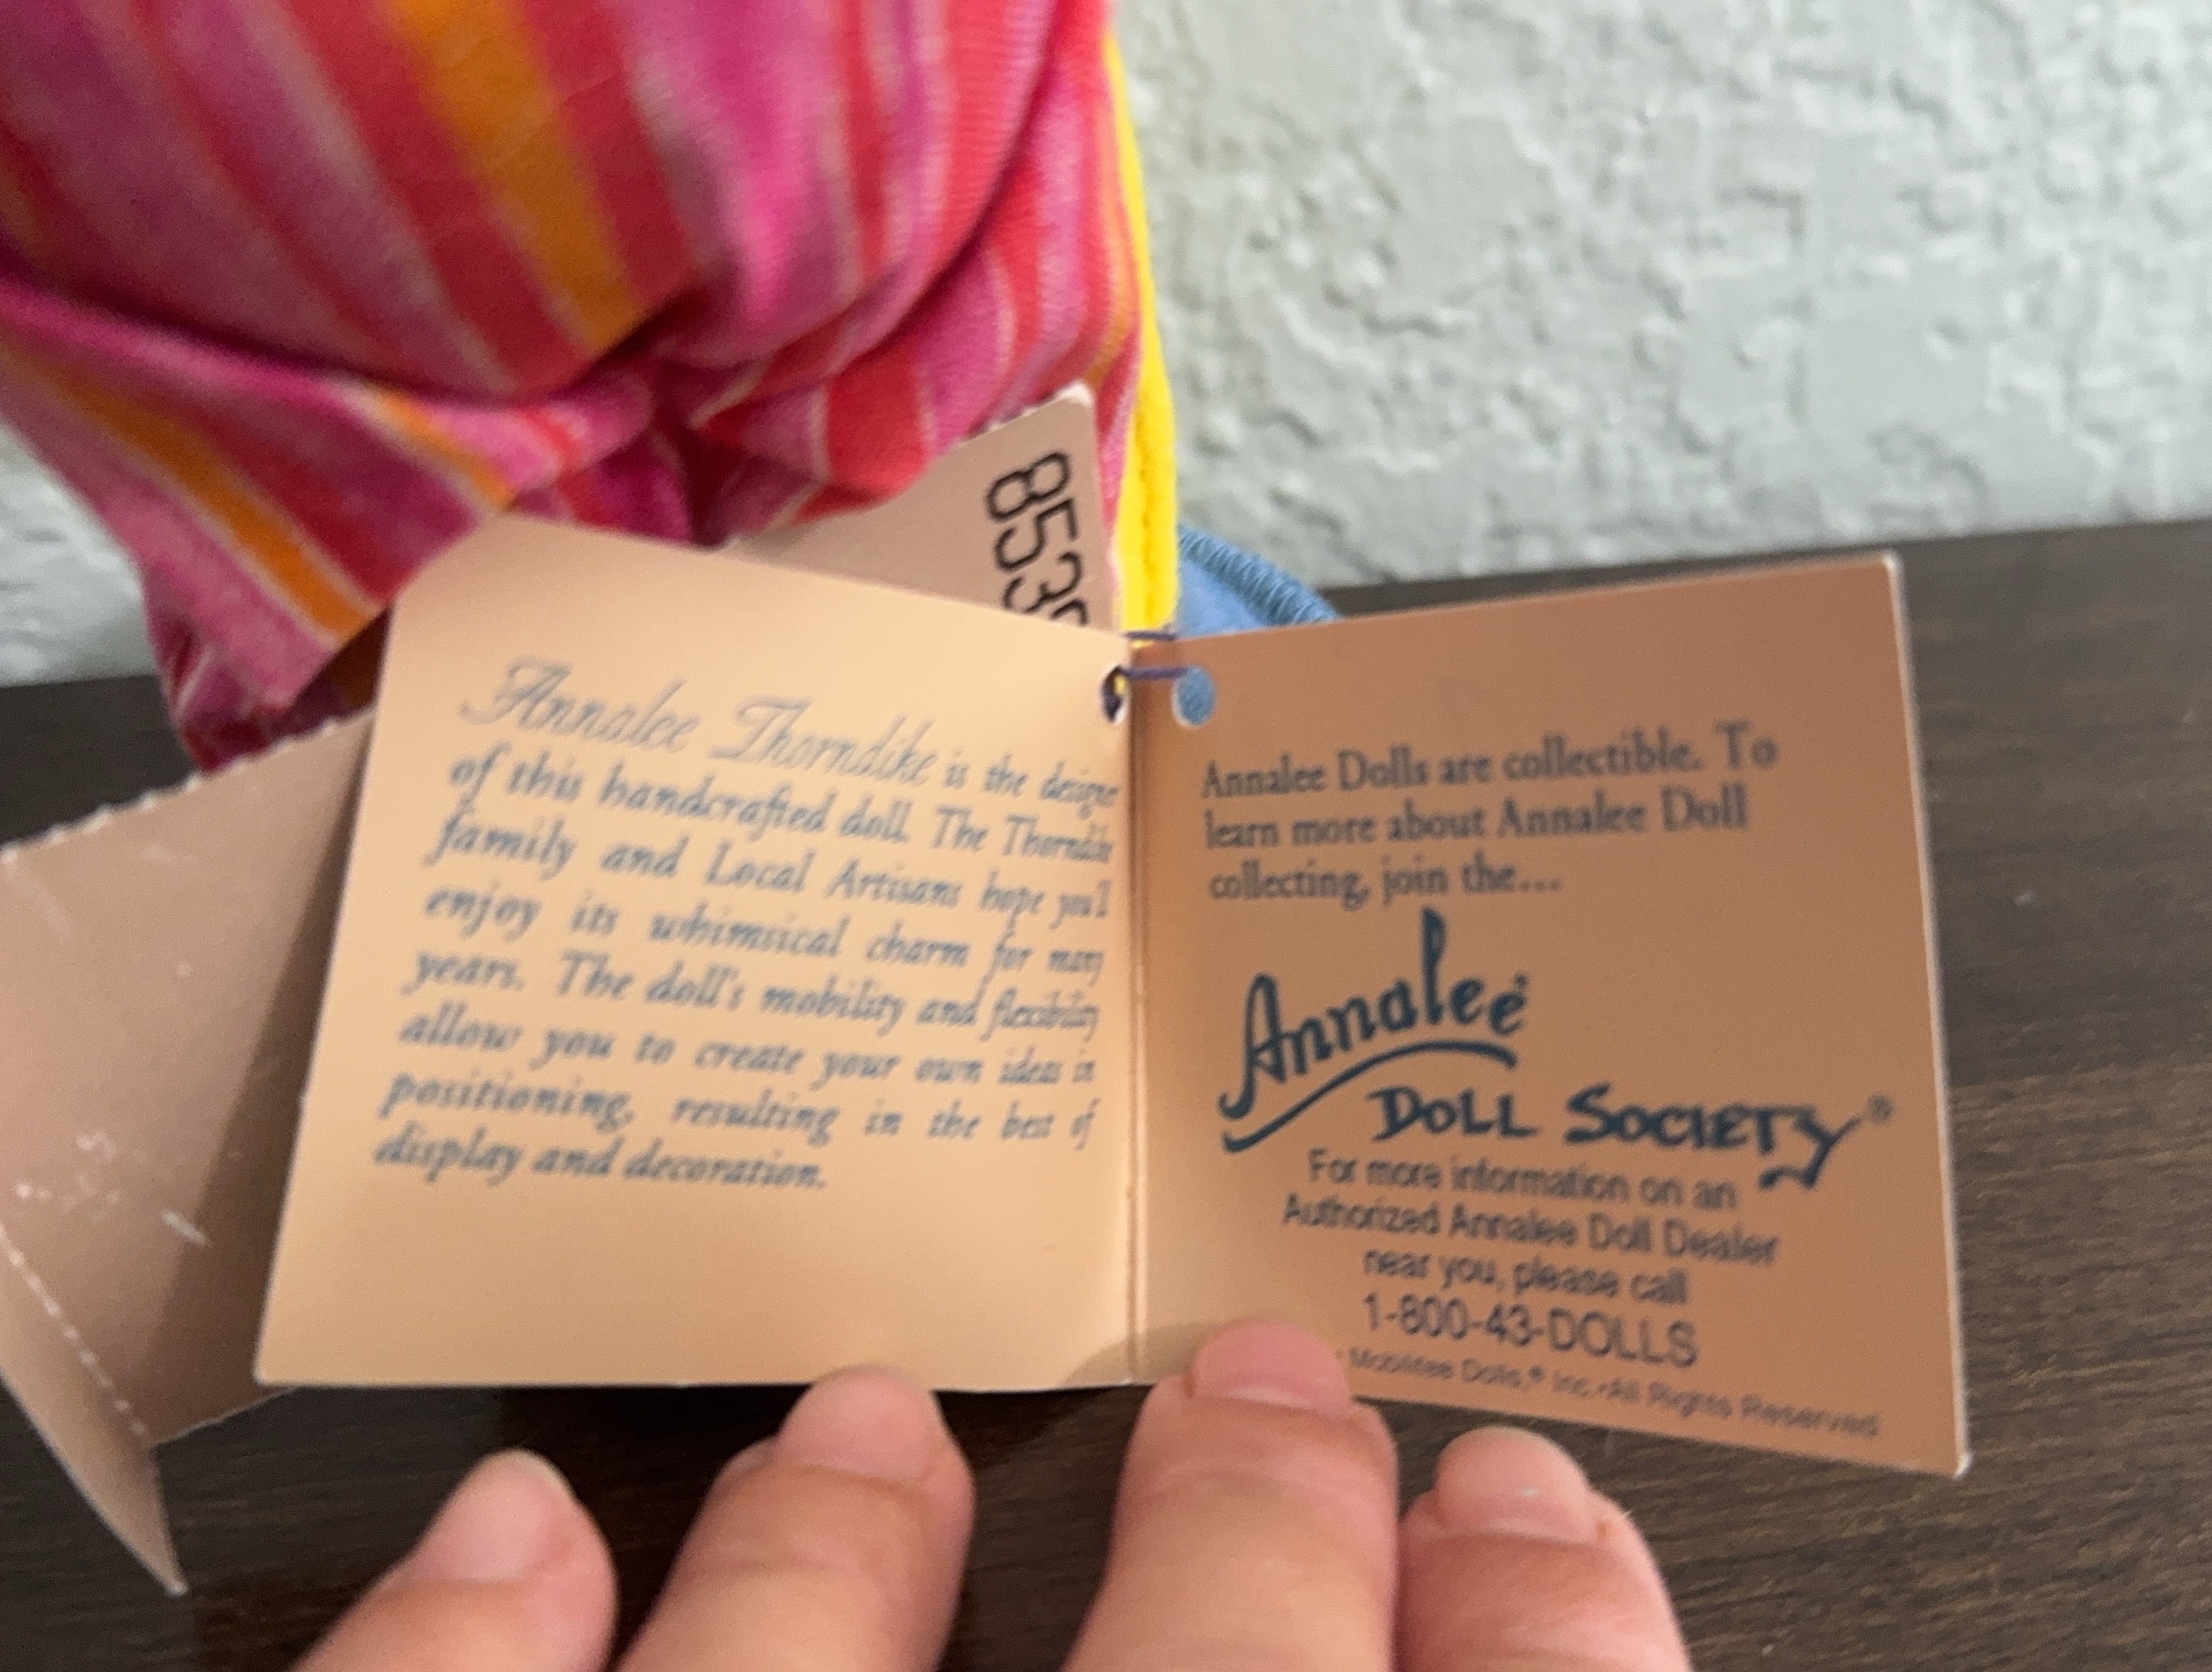 853
Annalee Thorndike is the designer
of this handcrafted doll. The Thorndike
family and Local Artisans hope you'll
enjoy its whimsical charm for many
years. The doll's mobility and flexibility
allow you to create your own ideas in
positioning, resulting in the best of
display and decoration.
Annalee Dolls are collectible. To
learn more about Annalee Doll
collecting, join the...
Annalee
DOLL SOCIETY®
For more information on an
Authorized Annalee Doll Dealer
near you, please call
1-800-43-DOLLS
Mobilitee Dolls,® Inc. • All Rights Reserved